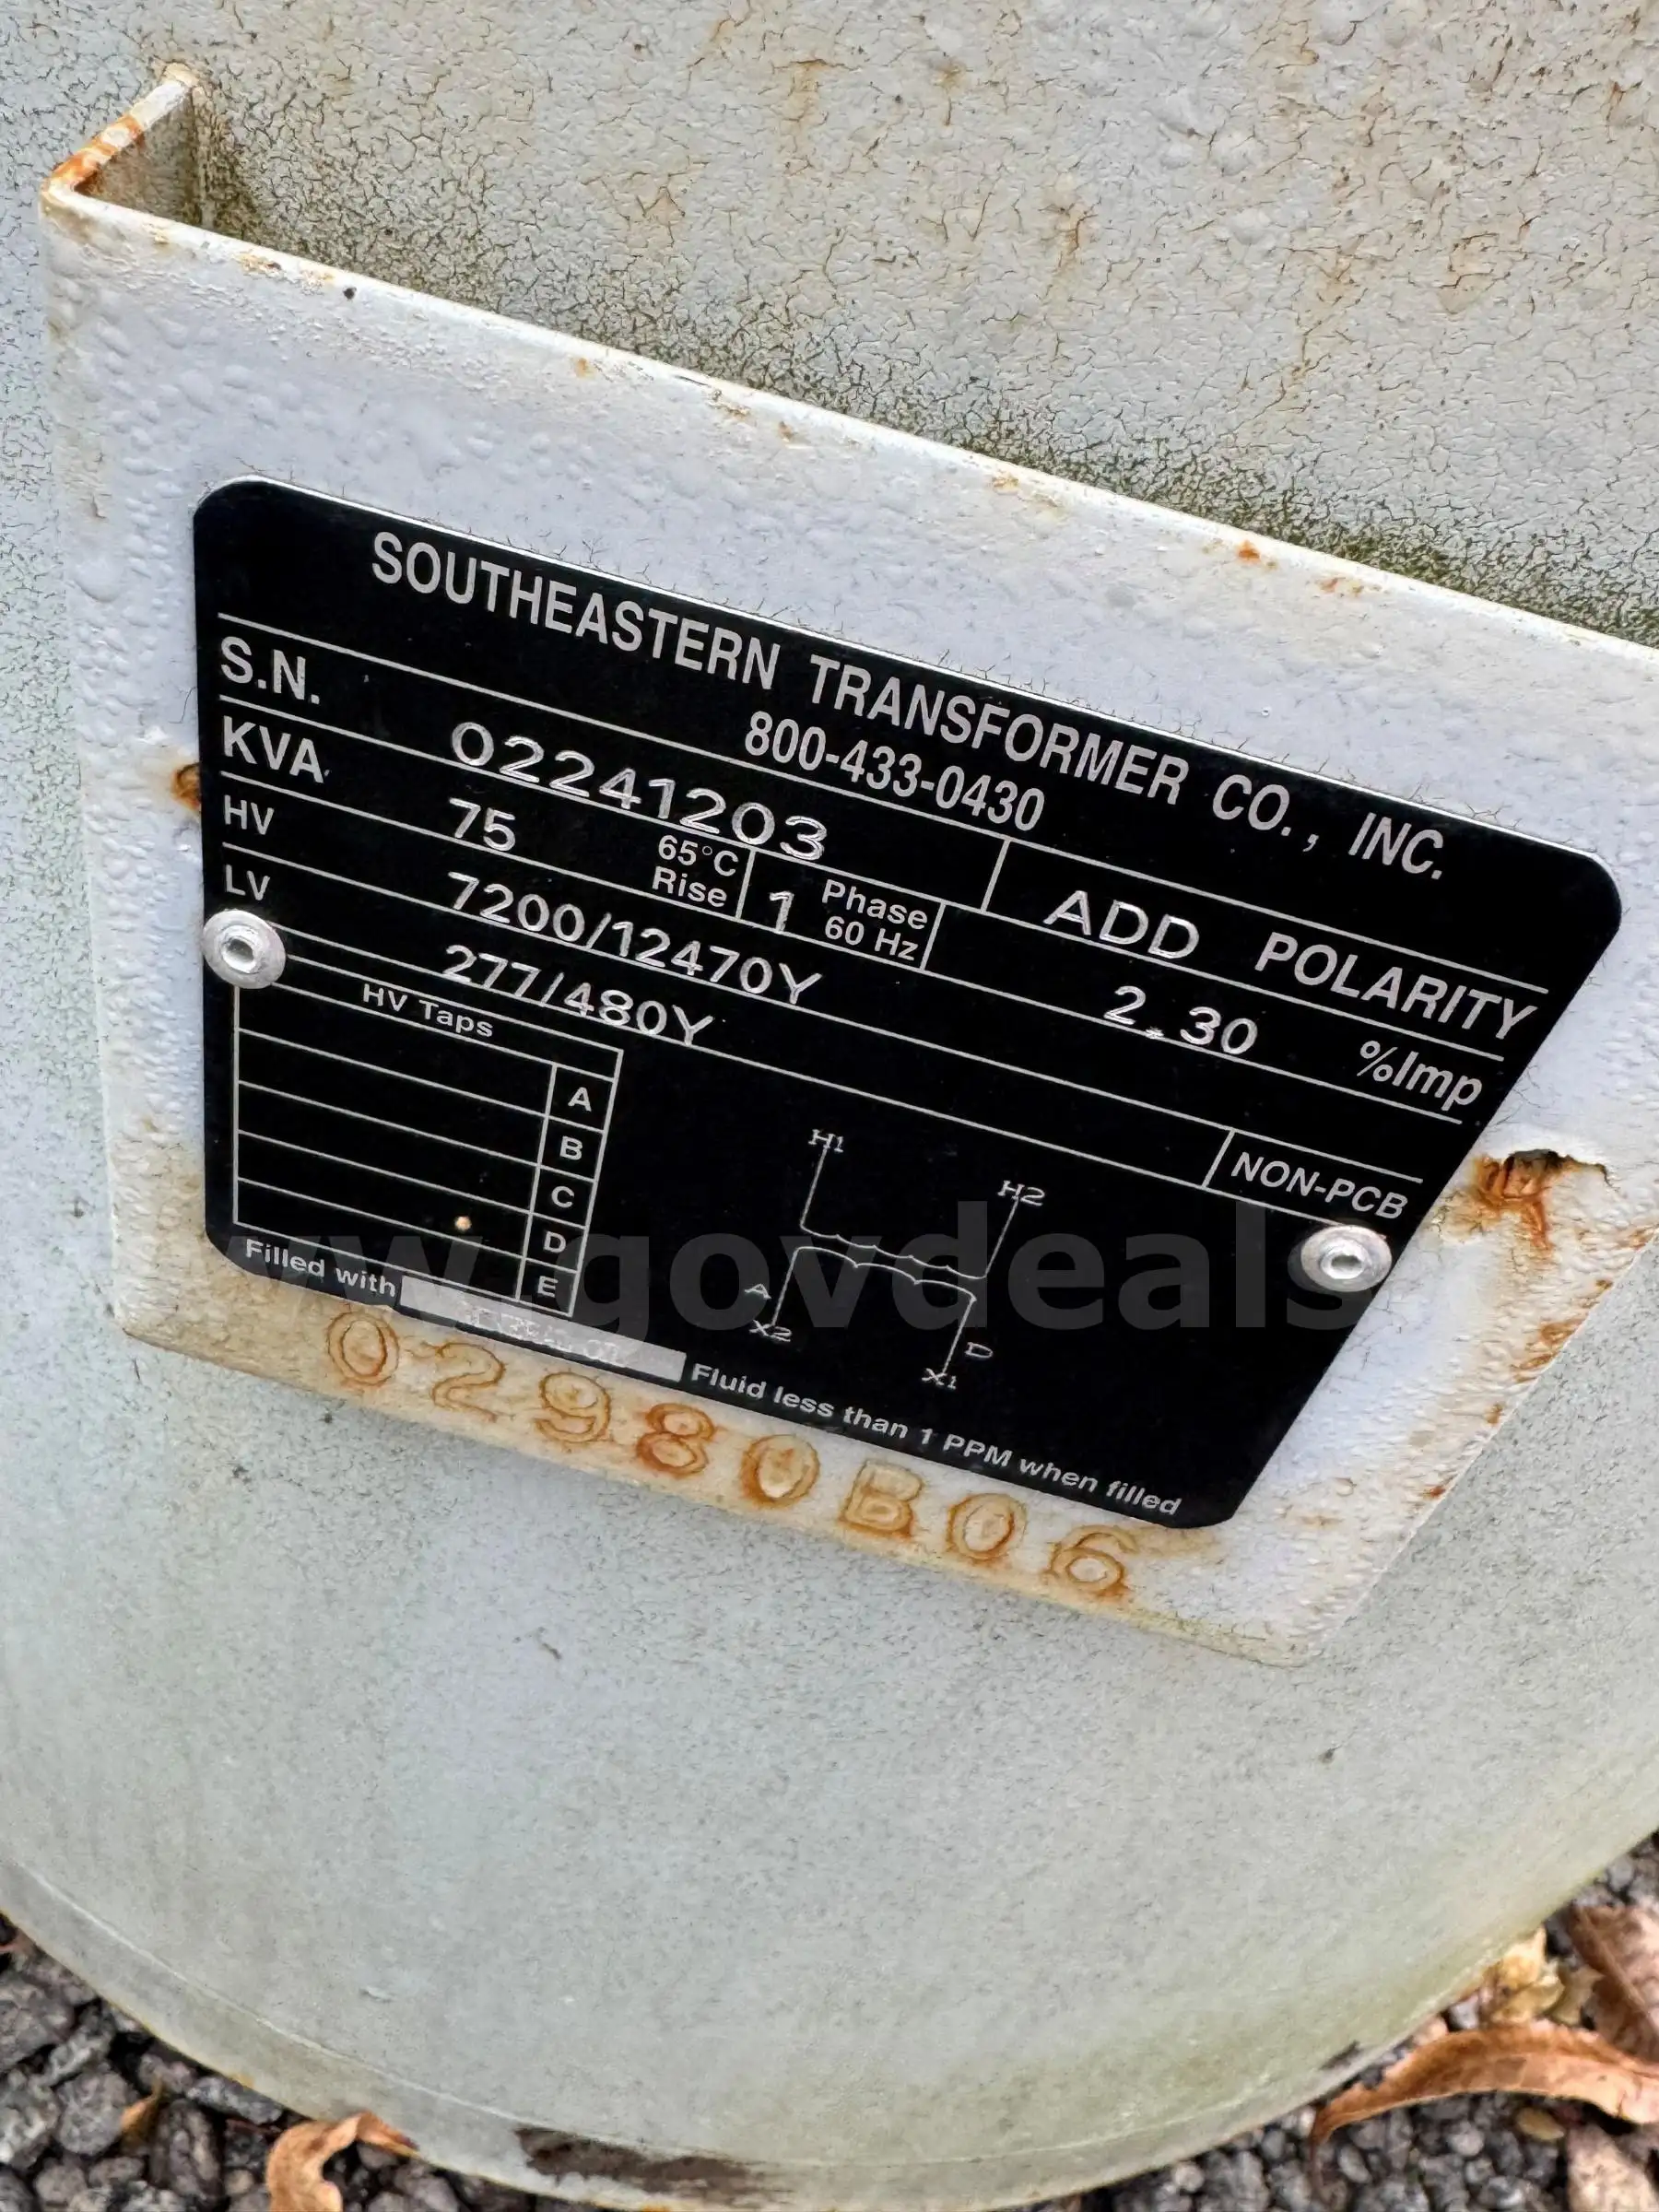 SOUTHEASTERN TRANSFORMER CO., INC.
800-433-0430
S.N. 02241203 ADD POLARITY
KVA 75 65°C Rise 1 Phase 60 Hz 2.30 %Imp
HV 7200/12470Y
LV 277/480Y NON-PCB
HV Taps
A
B
C
D
E
H1
H2
A
X2
D
X1
Filled with MINERAL OIL Fluid less than 1 PPM when filled
02980B06
www.govdeals